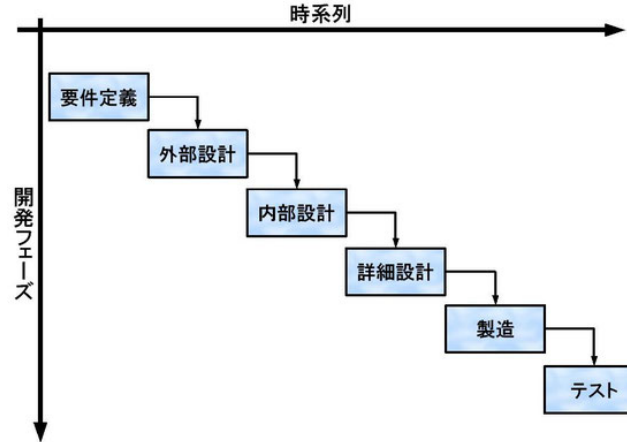 時系列
要件定義
外部設計
内部設計
詳細設計
製造
テスト
開発フェーズ